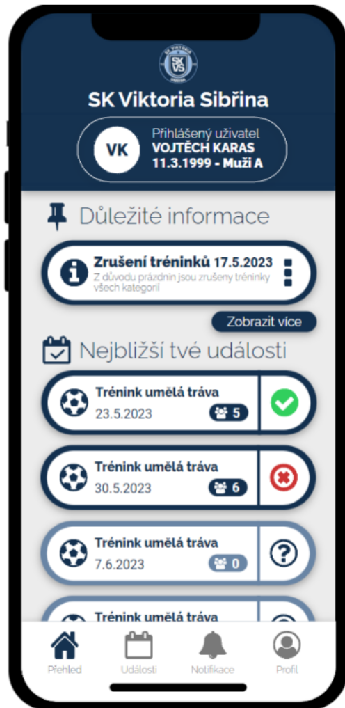 SK
VS
SK Viktoria Sibřina
VK
Přihlášený uživatel
VOJTĚCH KARAS
11.3.1999 - Muži A
Důležité informace
Zrušení tréninků 17.5.2023
Z důvodu prázdnin jsou zrušeny tréninky
všech kategorií
Zobrazit více
Nejbližší tvé události
Trénink umělá tráva
23.5.2023
5
Trénink umělá tráva
30.5.2023
6
Trénink umělá tráva
7.6.2023
0
Trénink umělá tráva
Přehled
Události
Notifikace
Profil